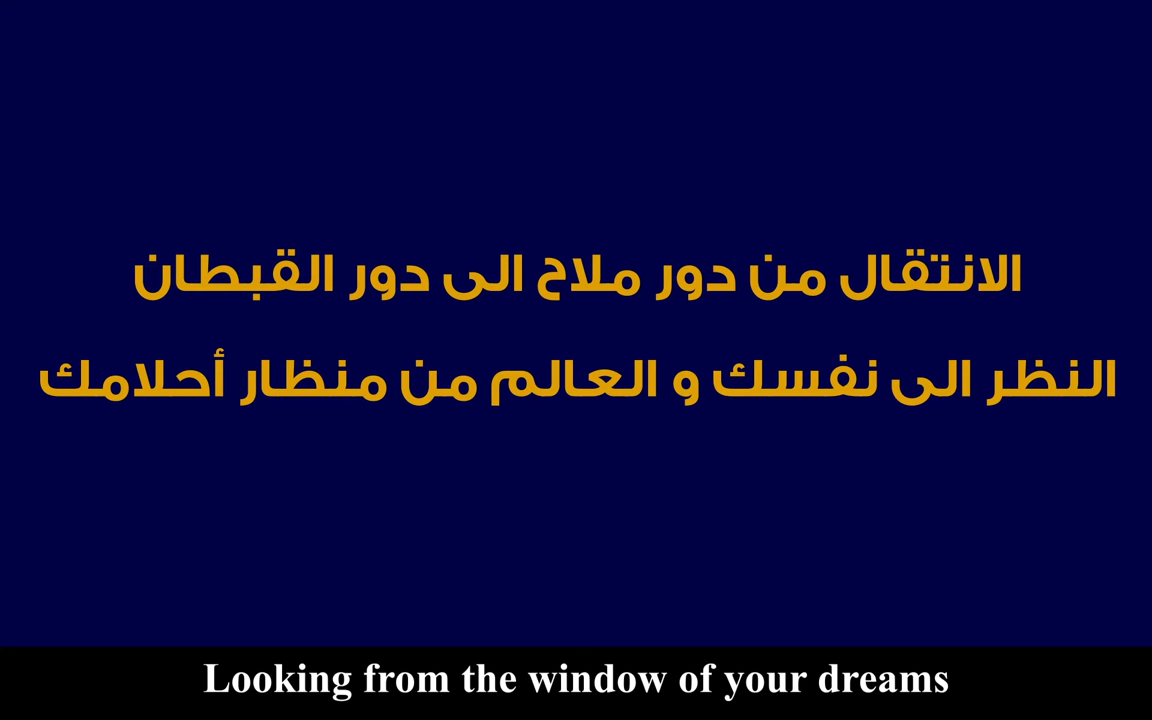 الانتقال من دور ملاح الى دور القبطان
النظر الى نفسك و العالم من منظار أحلامك
Looking from the window of your dreams